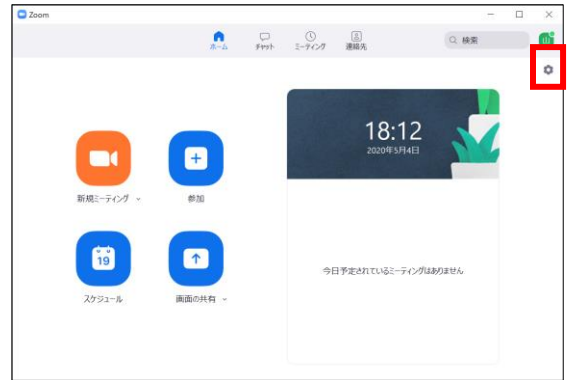 Zoom
ホーム
チャット
ミーティング
連絡先
検索
18:12
2020年5月4日
新規ミーティング
参加
19
スケジュール
画面の共有
今日予定されているミーティングはありません